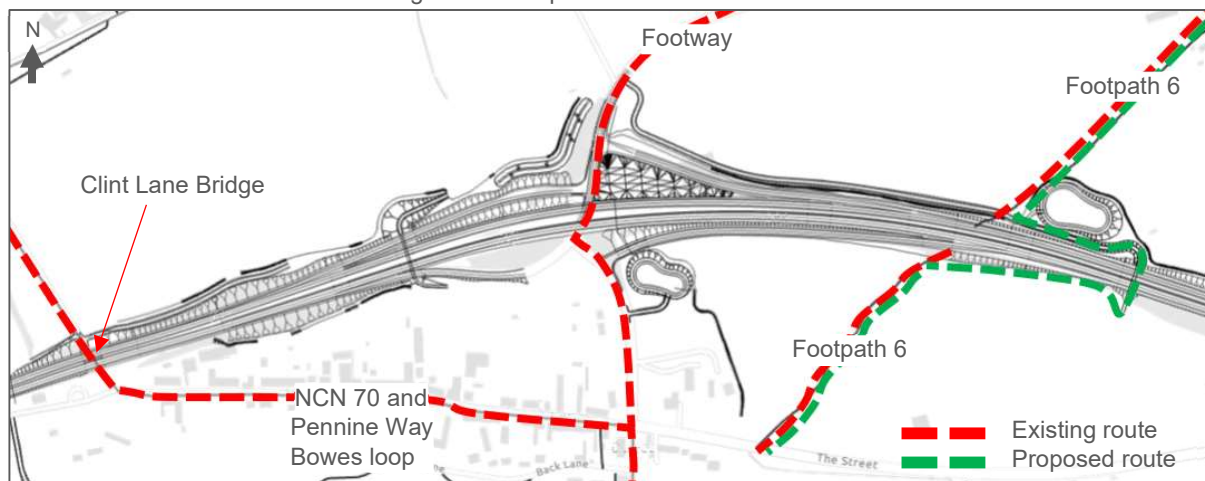 N
Footway
Footpath 6
Clint Lane Bridge
Footpath 6
NCN 70 and
Pennine Way
Bowes loop
Back Lane
The Street
Existing route
Proposed route